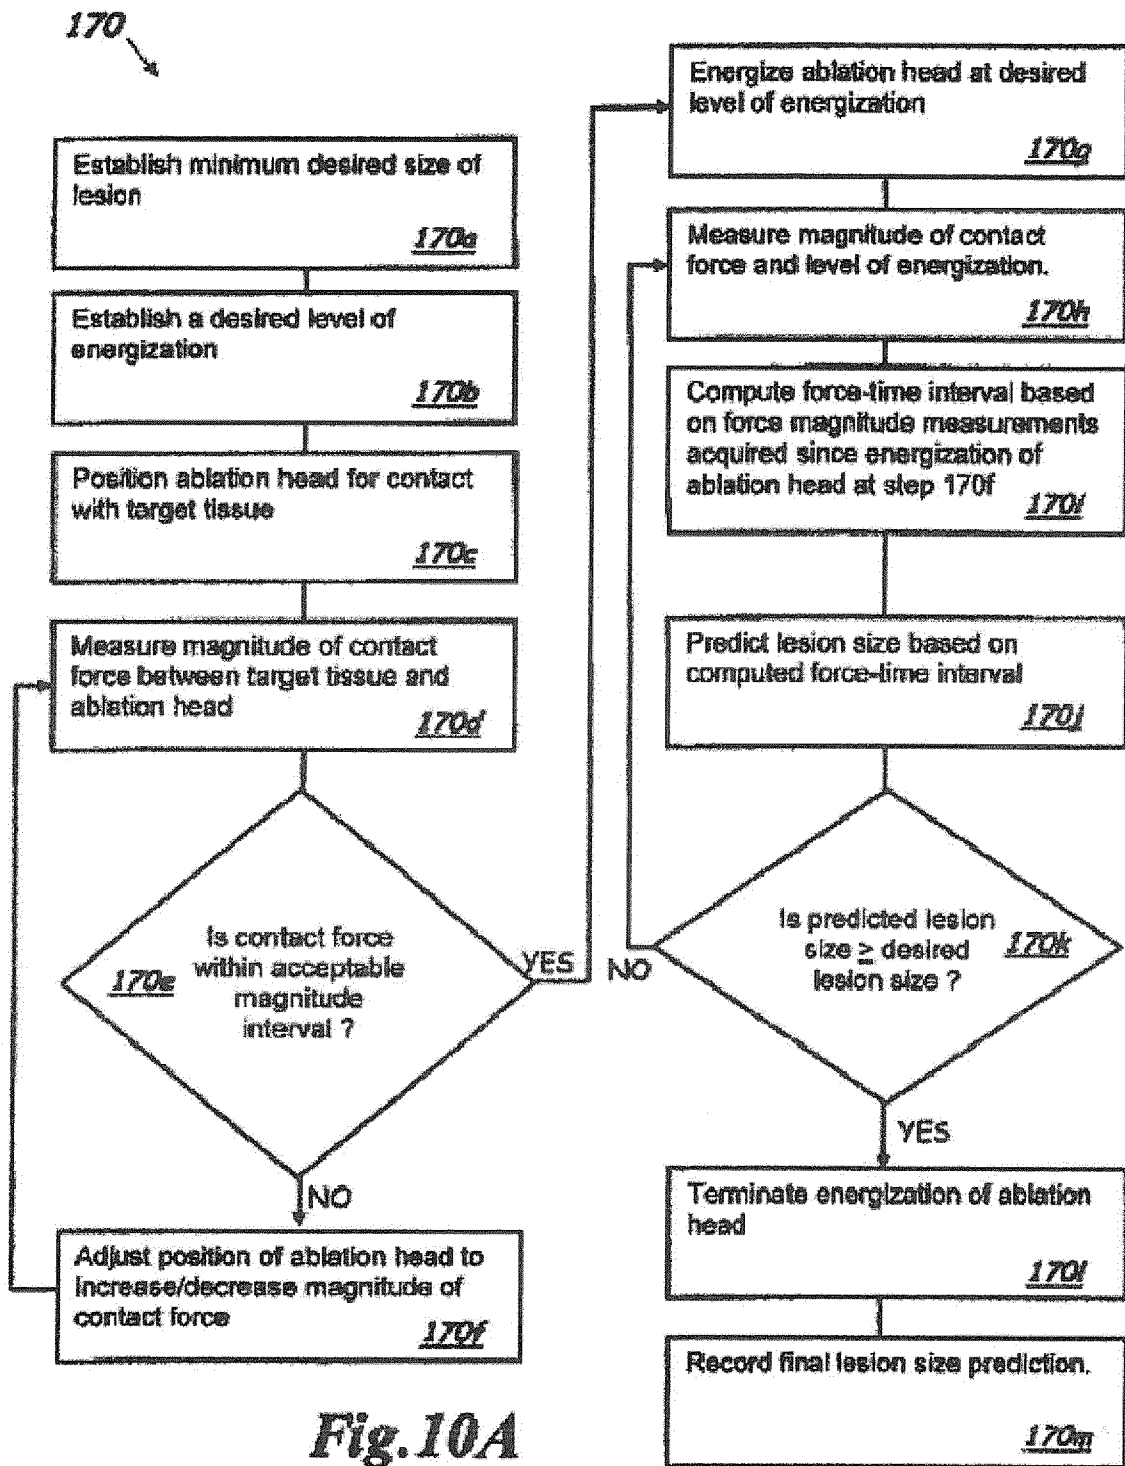 170
Establish minimum desired size of
lesion
170a
Establish a desired level of
energization
170b
Position ablation head for contact
with target tissue
170c
Measure magnitude of contact
force between target tissue and
ablation head
170d
Is contact force
within acceptable
magnitude
interval ?
170e
YES
NO
Adjust position of ablation head to
increase/decrease magnitude of
contact force
170f
Energize ablation head at desired
level of energization
170g
Measure magnitude of contact
force and level of energization.
170h
Compute force-time interval based
on force magnitude measurements
acquired since energization of
ablation head at step 170f
170i
Predict lesion size based on
computed force-time interval
170j
Is predicted lesion
size ≥ desired
lesion size ?
170k
NO
YES
Terminate energization of ablation
head
170l
Record final lesion size prediction.
170m
Fig.10A